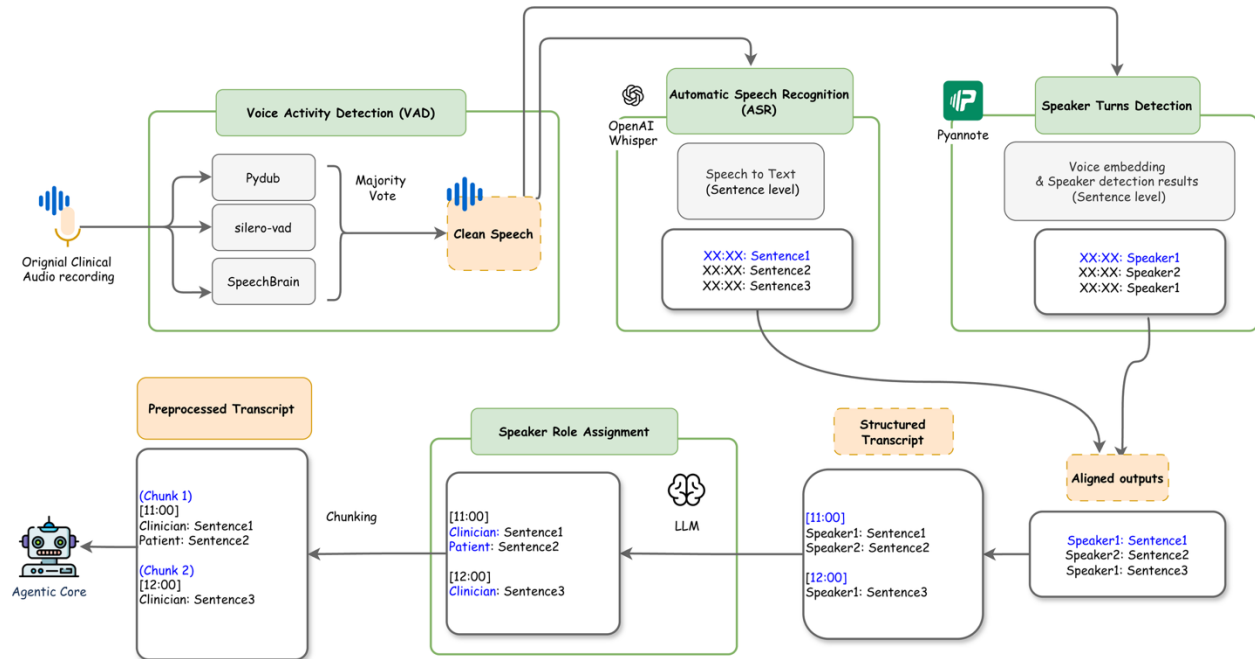 Voice Activity Detection (VAD)
Pydub
silero-vad
SpeechBrain
Majority
Vote
Clean Speech
Orignial Clinical
Audio recording
OpenAI
Whisper
Automatic Speech Recognition
(ASR)
Speech to Text
(Sentence level)
XX:XX: Sentence1
XX:XX: Sentence2
XX:XX: Sentence3
Pyannote
Speaker Turns Detection
Voice embedding
& Speaker detection results
(Sentence level)
XX:XX: Speaker1
XX:XX: Speaker2
XX:XX: Speaker1
Aligned outputs
Speaker1: Sentence1
Speaker2: Sentence2
Speaker1: Sentence3
Structured
Transcript
[11:00]
Speaker1: Sentence1
Speaker2: Sentence2
[12:00]
Speaker1: Sentence3
Speaker Role Assignment
LLM
[11:00]
Clinician: Sentence1
Patient: Sentence2
[12:00]
Clinician: Sentence3
Chunking
Preprocessed Transcript
(Chunk 1)
[11:00]
Clinician: Sentence1
Patient: Sentence2
(Chunk 2)
[12:00]
Clinician: Sentence3
Agentic Core